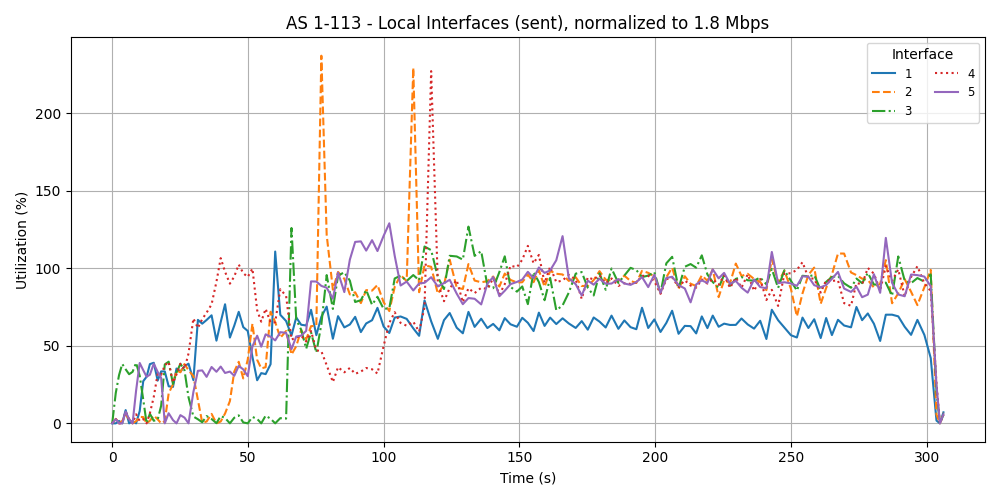 AS 1-113 - Local Interfaces (sent), normalized to 1.8 Mbps
Utilization (%)
200
150
100
50
0
0 50 100 150 200 250 300
Time (s)
Interface
1 4
2 5
3